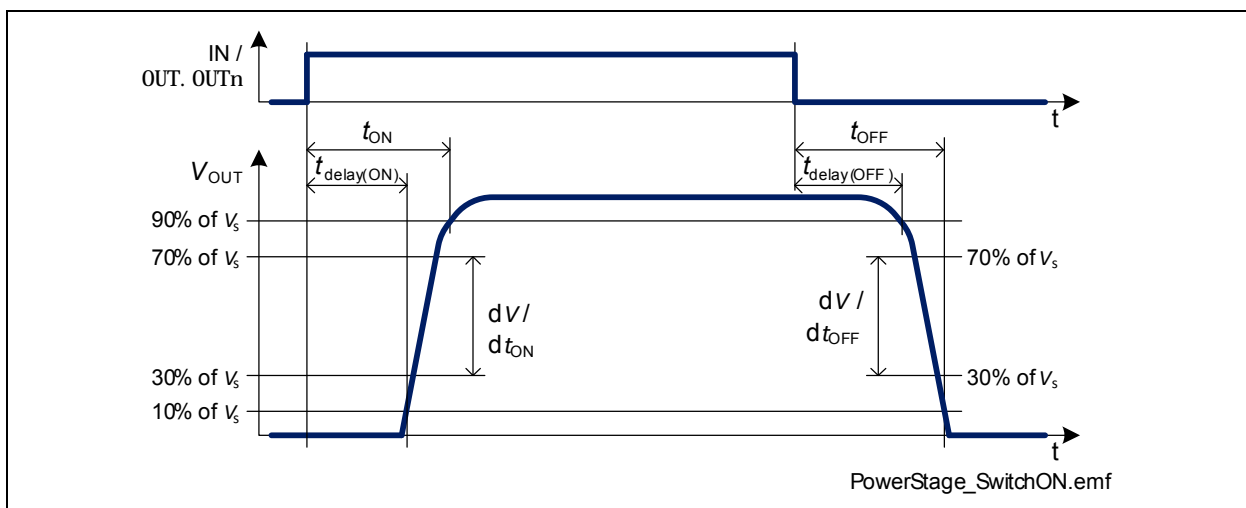 IN /
OUT. OUTn
t
tON
tOFF
VOUT
tdelay(ON)
tdelay(OFF)
90% of Vs
70% of Vs
70% of Vs
dV /
dtON
dV /
dtOFF
30% of Vs
30% of Vs
10% of Vs
t
PowerStage_SwitchON.emf